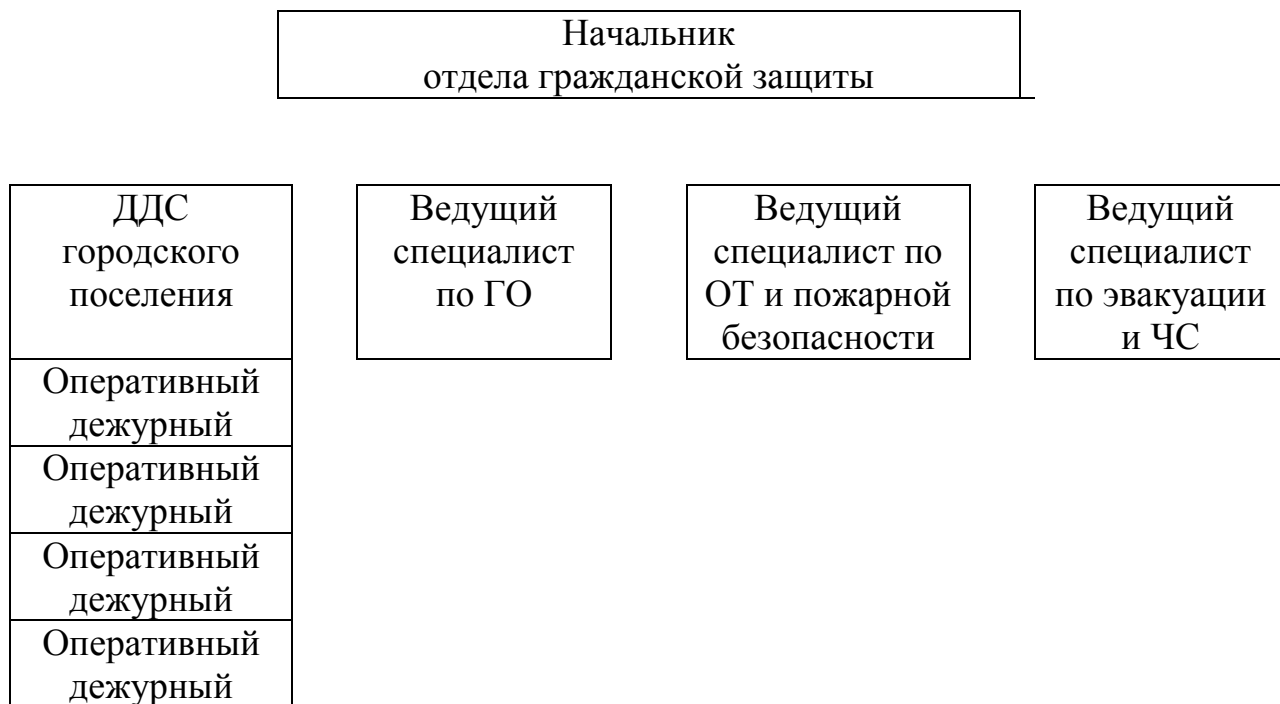 Начальник
отдела гражданской защиты
ДДС
городского
поселения
Ведущий
специалист
по ГО
Ведущий
специалист по
ОТ и пожарной
безопасности
Ведущий
специалист
по эвакуации
и ЧС
Оперативный
дежурный
Оперативный
дежурный
Оперативный
дежурный
Оперативный
дежурный